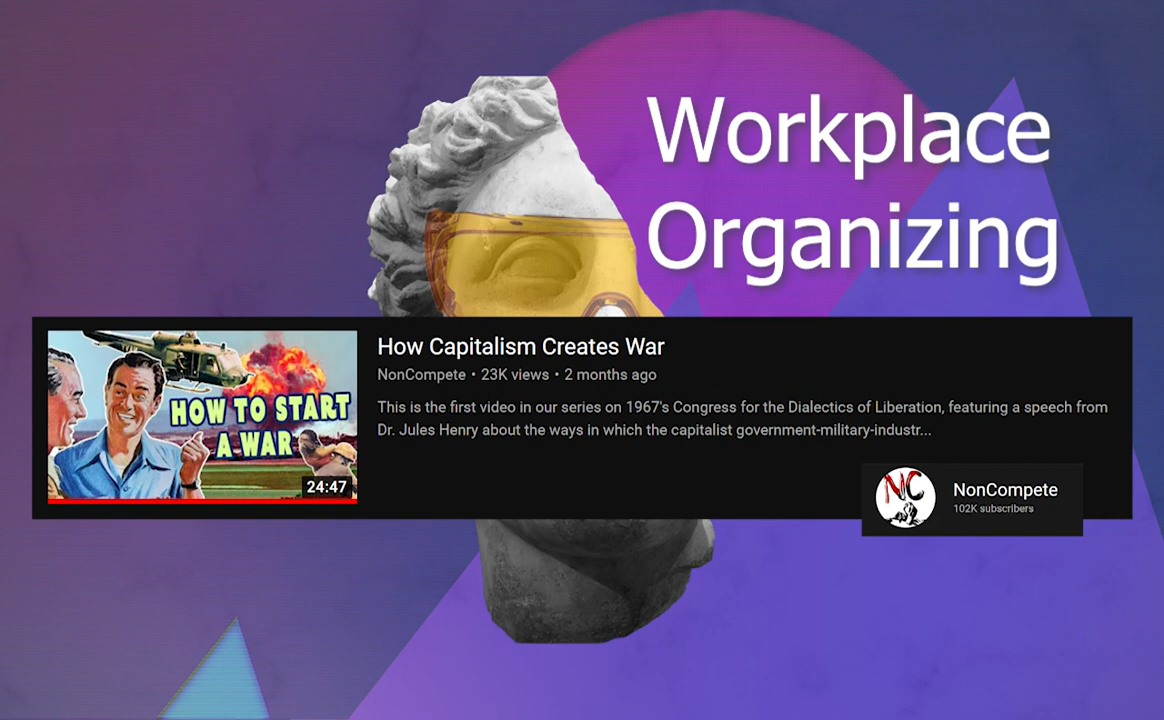 Workplace
Organizing
How Capitalism Creates War
NonCompete • 23K views • 2 months ago
This is the first video in our series on 1967's Congress for the Dialectics of Liberation, featuring a speech from
Dr. Jules Henry about the ways in which the capitalist government-military-industr...
HOW TO START
A WAR
24:47
NC
NonCompete
102K subscribers